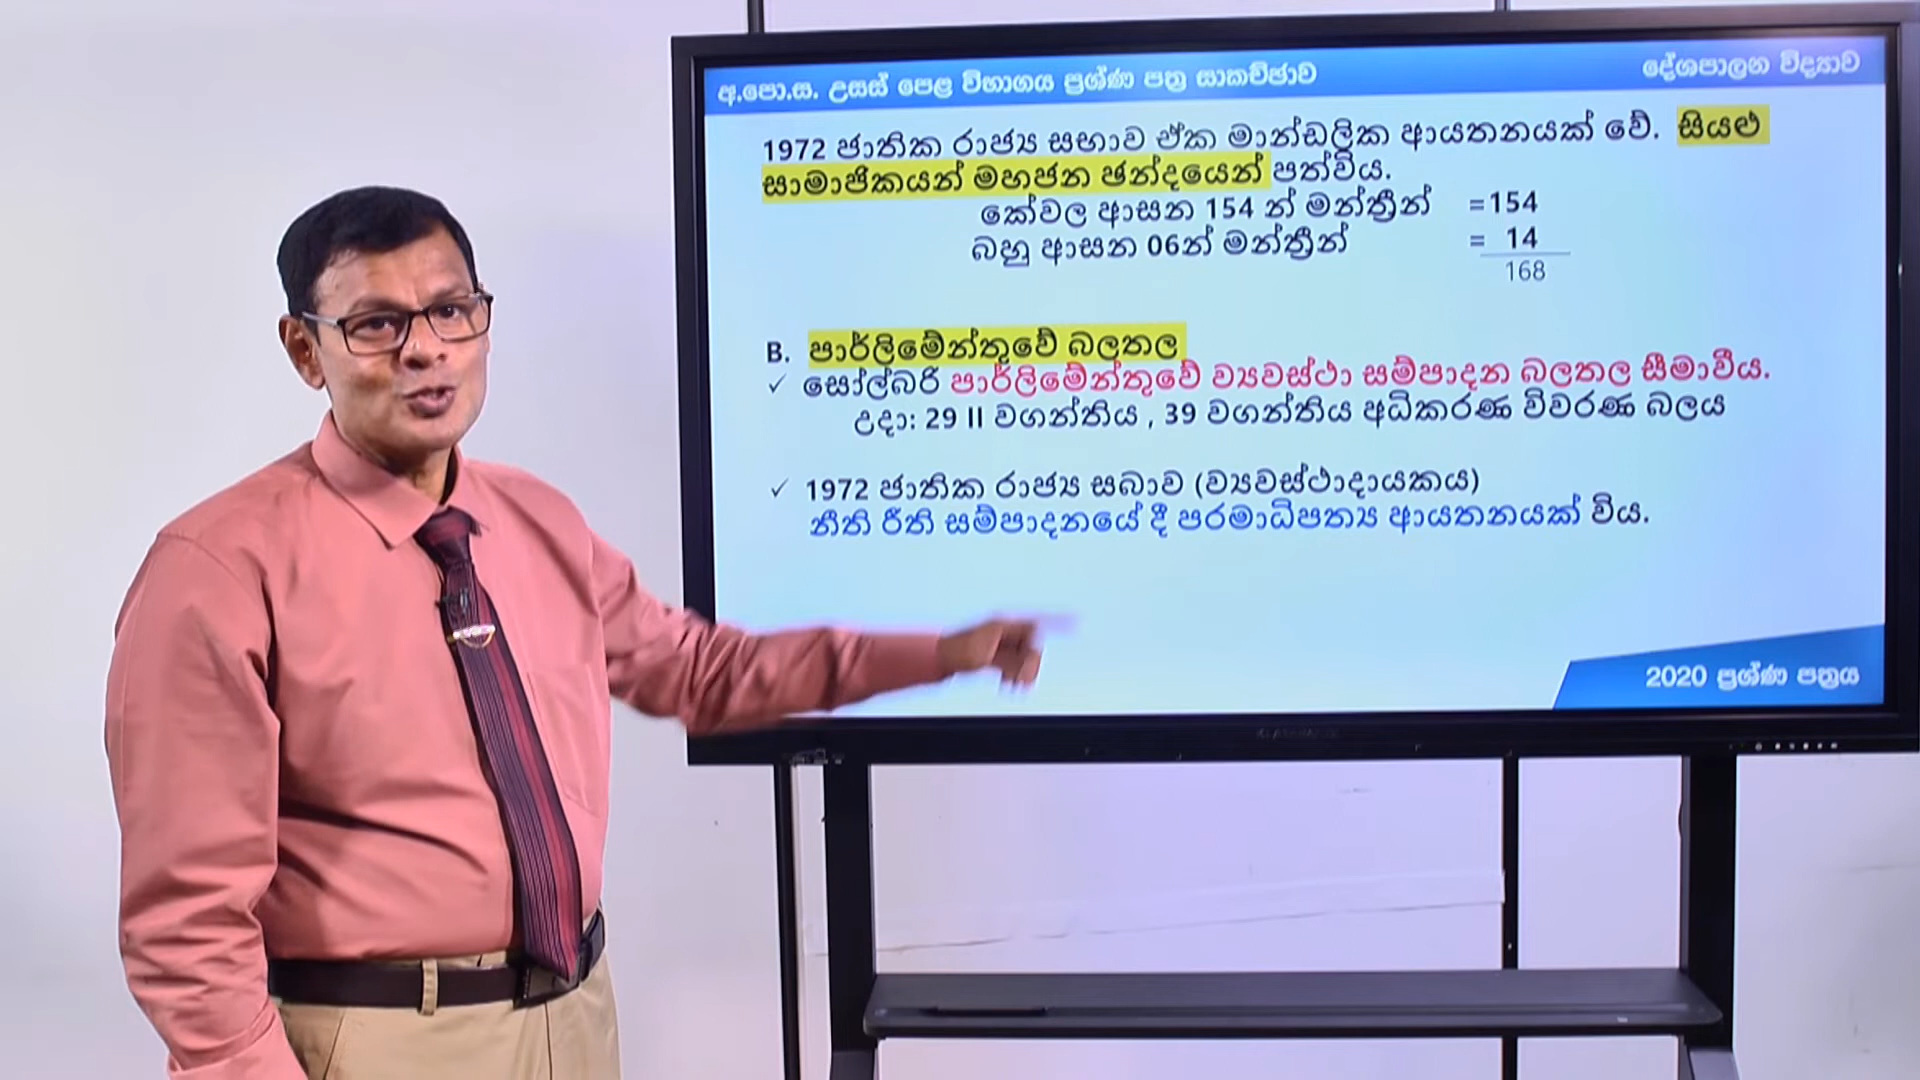 අ.පො.ස. උසස් පෙළ විභාගය ප්‍රශ්ණ පත්‍ර සාකච්ඡාව
දේශපාලන විද්‍යාව
1972 ජාතික රාජ්‍ය සභාව ඒක මාන්ඩලික ආයතනයක් වේ. සියළු
සාමාජිකයන් මහජන ඡන්දයෙන් පත්විය.
කේවල ආසන 154 න් මන්ත්‍රීන් =154
බහු ආසන 06න් මන්ත්‍රීන් = 14
168
B. පාර්ලිමේන්තුවේ බලතල
✓ සෝල්බරි පාර්ලිමේන්තුවේ ව්‍යවස්ථා සම්පාදන බලතල සීමාවීය.
උදා: 29 II වගන්තිය , 39 වගන්තිය අධිකරණ විවරණ බලය
✓ 1972 ජාතික රාජ්‍ය සබාව (ව්‍යවස්ථාදායකය)
නීති රීති සම්පාදනයේ දී පරමාධිපත්‍ය ආයතනයක් විය.
2020 ප්‍රශ්ණ පත්‍රය